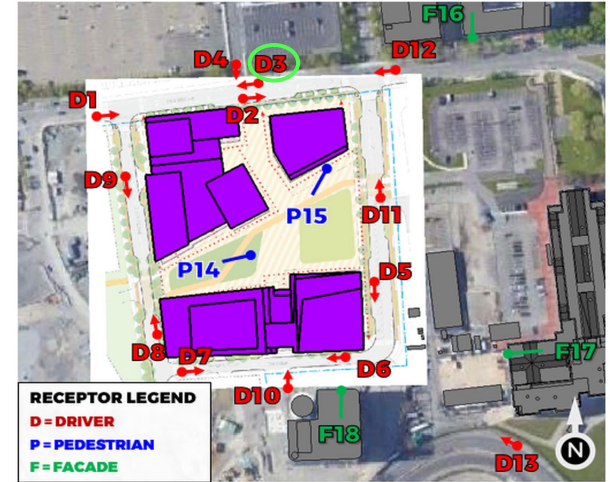 F16
D4
D3
D12
D1
D2
D9
P15
D11
P14
D5
D8
D7
D6
F17
D10
F18
D13
RECEPTOR LEGEND
D = DRIVER
P = PEDESTRIAN
F = FACADE
N